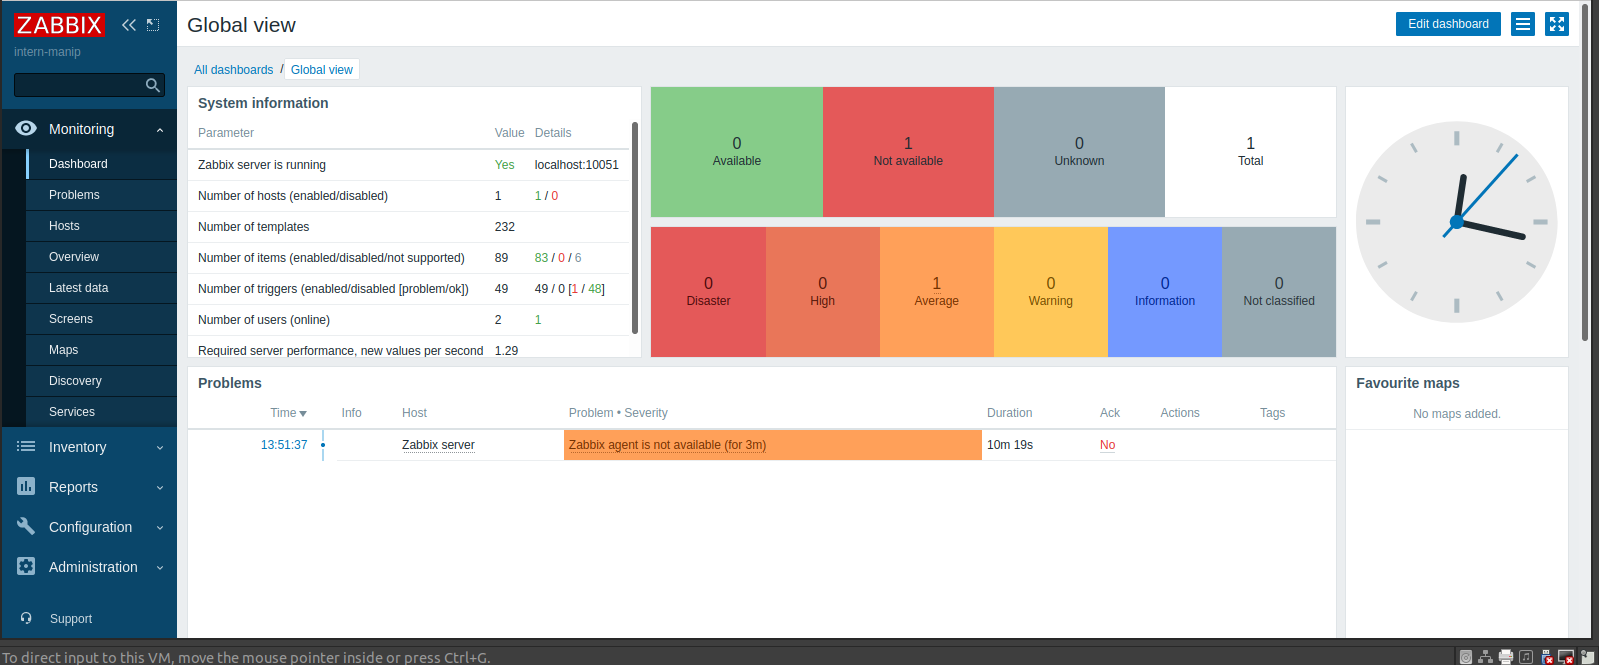 ZABBIX
intern-manip
Monitoring
Dashboard
Problems
Hosts
Overview
Latest data
Screens
Maps
Discovery
Services
Inventory
Reports
Configuration
Administration
Support
Global view
Edit dashboard
All dashboards / Global view
System information
Parameter Value Details
Zabbix server is running Yes localhost:10051
Number of hosts (enabled/disabled) 1 1 / 0
Number of templates 232
Number of items (enabled/disabled/not supported) 89 83 / 0 / 6
Number of triggers (enabled/disabled [problem/ok]) 49 49 / 0 [1 / 48]
Number of users (online) 2 1
Required server performance, new values per second 1.29
0 1 0 1
Available Not available Unknown Total
0 0 1 0 0 0
Disaster High Average Warning Information Not classified
Problems
Time Info Host Problem • Severity Duration Ack Actions Tags
13:51:37 Zabbix server Zabbix agent is not available (for 3m) 10m 19s No
Favourite maps
No maps added.
To direct input to this VM, move the mouse pointer inside or press Ctrl+G.